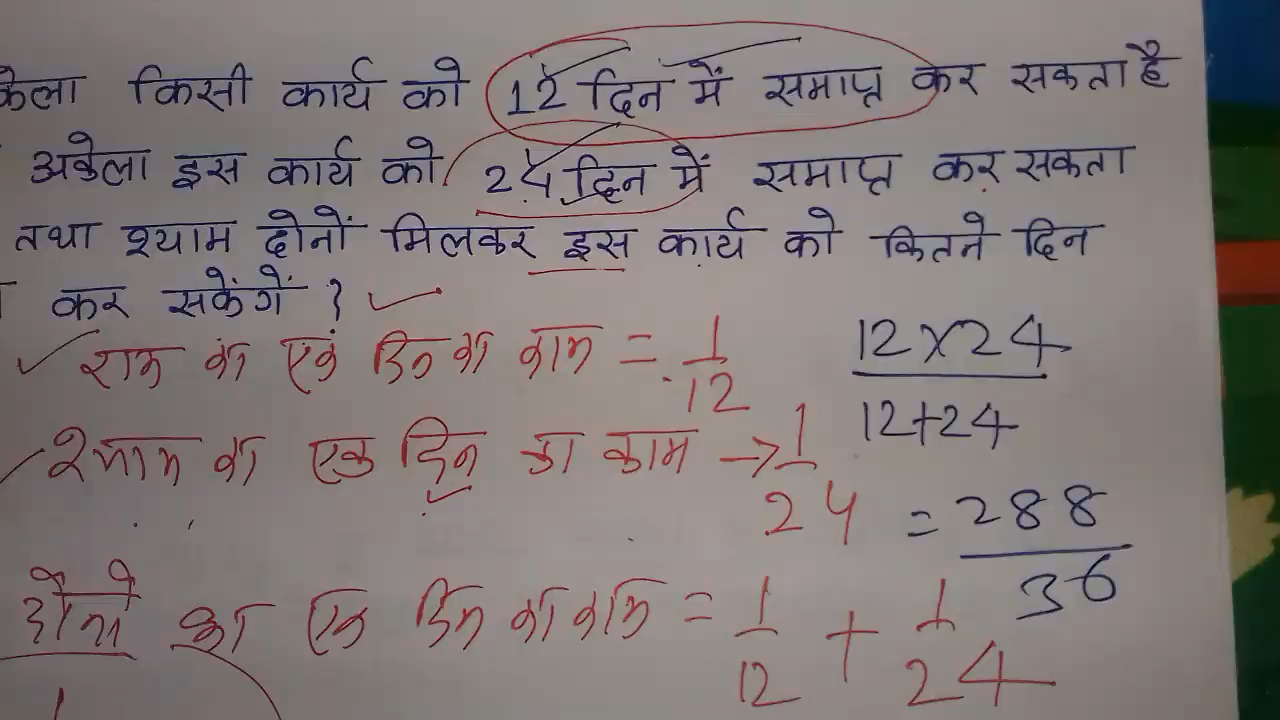 केला किसी कार्य को 12 दिन में समाप्त कर सकता है
अकेला इस कार्य को 24 दिन में समाप्त कर सकता
तथा श्याम दोनों मिलकर इस कार्य को कितने दिन
कर सकेंगें ?
राम का एक दिन का काम = 1/12
श्याम का एक दिन का काम → 1/24
दोनो का एक दिन का काम = 1/12 + 1/24
12×24
12+24
= 288
36